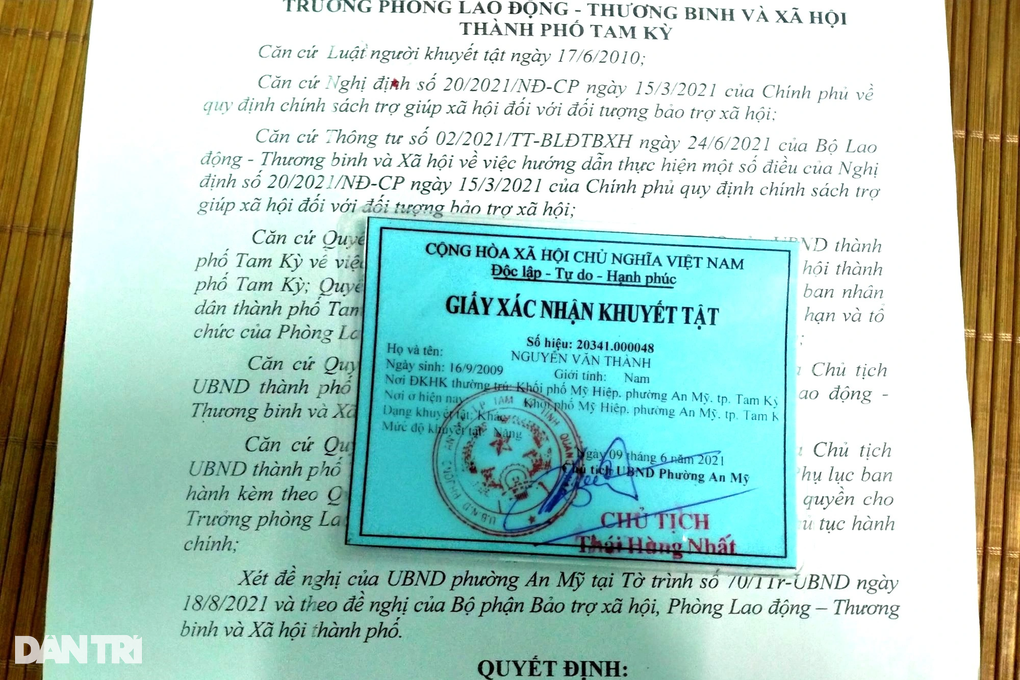 TRƯỞNG PHÒNG LAO ĐỘNG - THƯƠNG BINH VÀ XÃ HỘI
THÀNH PHỐ TAM KỲ
Căn cứ Luật người khuyết tật ngày 17/6/2010;
Căn cứ Nghị định số 20/2021/NĐ-CP ngày 15/3/2021 của Chính phủ về
quy định chính sách trợ giúp xã hội đối với đối tượng bảo trợ xã hội;
Căn cứ Thông tư số 02/2021/TT-BLĐTBXH ngày 24/6/2021 của Bộ Lao
động - Thương binh và Xã hội về việc hướng dẫn thực hiện một số điều của Nghị
định số 20/2021/NĐ-CP ngày 15/3/2021 của Chính phủ quy định chính sách trợ
giúp xã hội đối với đối tượng bảo trợ xã hội;
Căn cứ Quyế UBND thành
phố Tam Kỳ về việc hội thành
phố Tam Kỳ; Quyế ban nhân
dân thành phố Tam hạn và tổ
chức của Phòng La
Căn cứ Quy Chủ tịch
UBND thành phố ao động -
Thương binh và Xã
Căn cứ Quy Chủ tịch
UBND thành phố hụ lục ban
hành kèm theo Q quyền cho
Trưởng phòng La ủ tục hành
chính;
CỘNG HÒA XÃ HỘI CHỦ NGHĨA VIỆT NAM
Độc lập - Tự do - Hạnh phúc
GIẤY XÁC NHẬN KHUYẾT TẬT
Số hiệu: 20341.000048
Họ và tên: NGUYỄN VĂN THÀNH
Ngày sinh: 16/9/2009 Giới tính: Nam
Nơi ĐKHK thường trú: Khối phố Mỹ Hiệp, phường An Mỹ, tp. Tam Kỳ
Nơi ở hiện nay: Khối phố Mỹ Hiệp, phường An Mỹ, tp. Tam K
Dạng khuyết tật: Khác
Mức độ khuyết tật: Nặng
Ngày 09 tháng 6 năm 2021
Chủ tịch UBND Phường An Mỹ
CHỦ TỊCH
Thái Hùng Nhất
Xét đề nghị của UBND phường An Mỹ tại Tờ trình số 70/TTr-UBND ngày
18/8/2021 và theo đề nghị của Bộ phận Bảo trợ xã hội, Phòng Lao động – Thương
binh và Xã hội thành phố.
QUYẾT ĐỊNH:
DÂN TRÍ